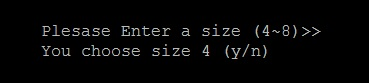 Plesase Enter a size (4~8)>>
You choose size 4 (y/n)